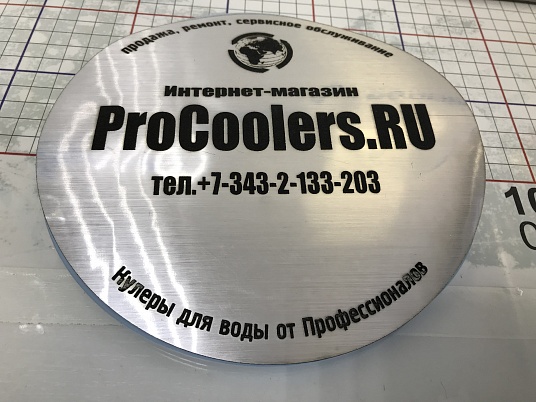 продажа, ремонт, сервисное обслуживание
Интернет-магазин
ProCoolers.RU
тел.+7-343-2-133-203
Кулеры для воды от Профессионалов